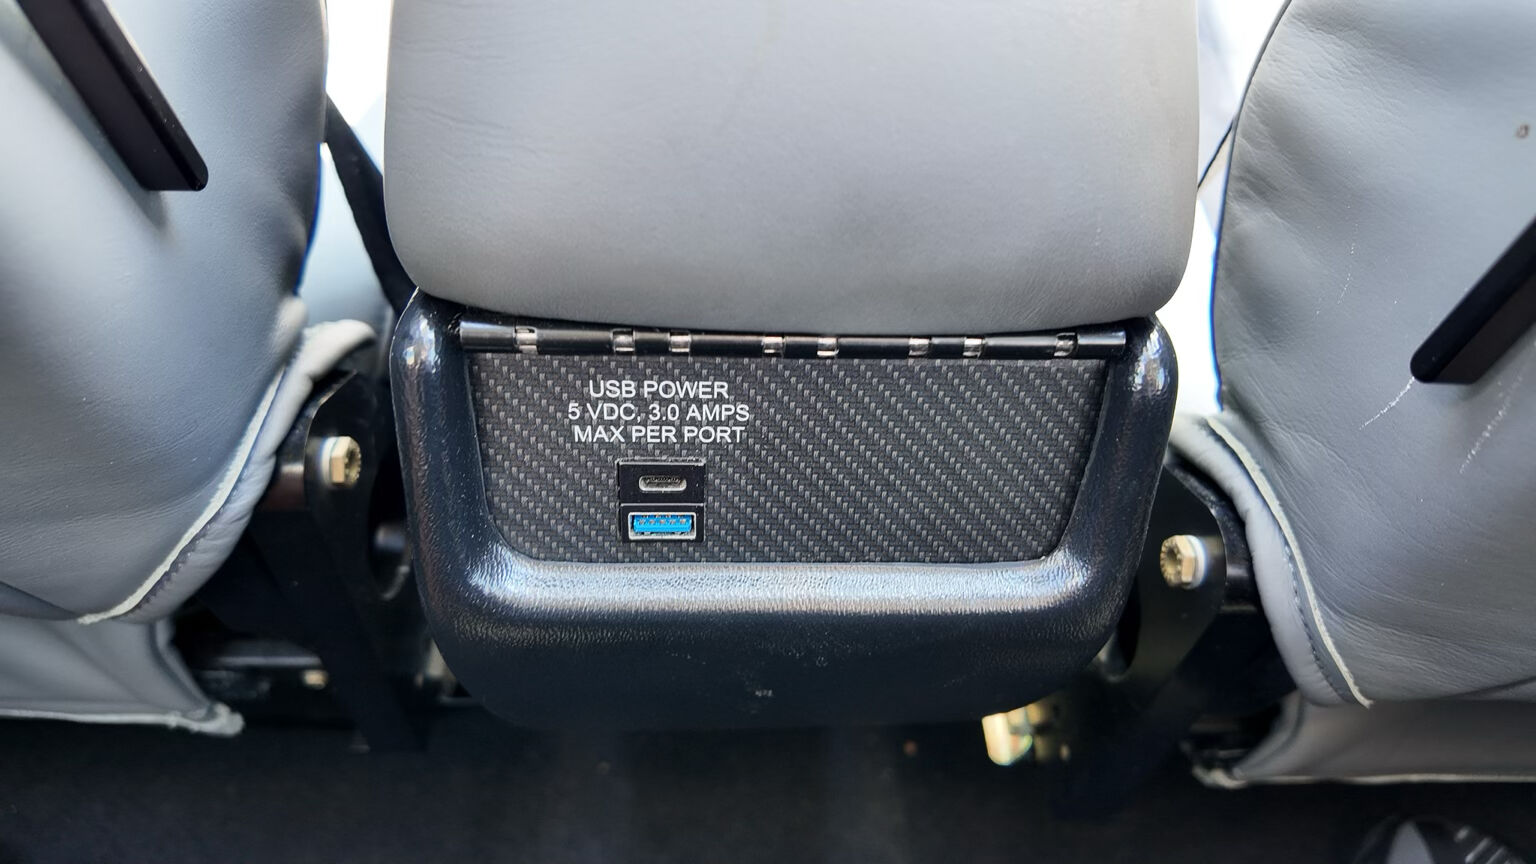 USB POWER
5 VDC, 3.0 AMPS
MAX PER PORT